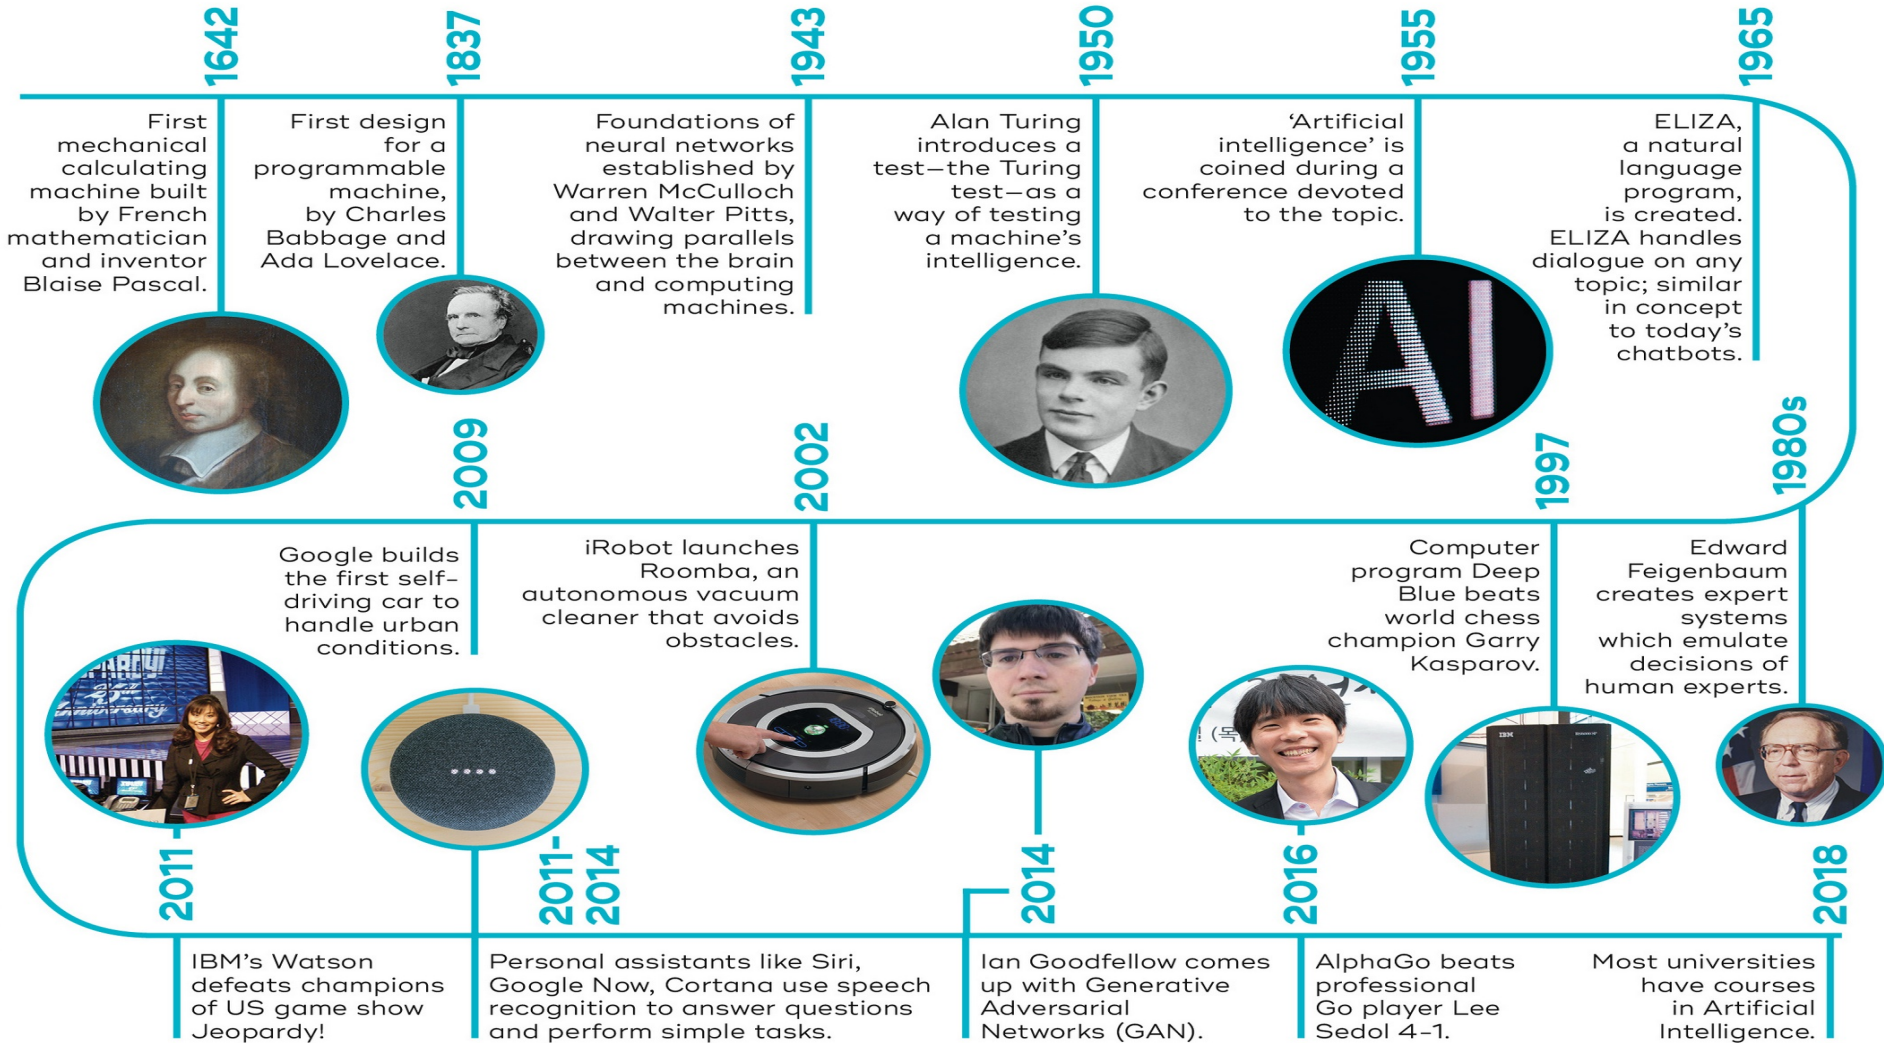 1642
First
mechanical
calculating
machine built
by French
mathematician
and inventor
Blaise Pascal.
1837
First design
for a
programmable
machine,
by Charles
Babbage and
Ada Lovelace.
1943
Foundations of
neural networks
established by
Warren McCulloch
and Walter Pitts,
drawing parallels
between the brain
and computing
machines.
1950
Alan Turing
introduces a
test—the Turing
test—as a
way of testing
a machine's
intelligence.
1955
‘Artificial
intelligence’ is
coined during a
conference devoted
to the topic.
AI
1965
ELIZA,
a natural
language
program,
is created.
ELIZA handles
dialogue on any
topic; similar
in concept
to today's
chatbots.
1980s
Edward
Feigenbaum
creates expert
systems
which emulate
decisions of
human experts.
1997
Computer
program Deep
Blue beats
world chess
champion Garry
Kasparov.
IBM
2002
iRobot launches
Roomba, an
autonomous vacuum
cleaner that avoids
obstacles.
2009
Google builds
the first self-
driving car to
handle urban
conditions.
2011
IBM's Watson
defeats champions
of US game show
Jeopardy!
2011-
2014
Personal assistants like Siri,
Google Now, Cortana use speech
recognition to answer questions
and perform simple tasks.
2014
Ian Goodfellow comes
up with Generative
Adversarial
Networks (GAN).
2016
AlphaGo beats
professional
Go player Lee
Sedol 4-1.
2018
Most universities
have courses
in Artificial
Intelligence.